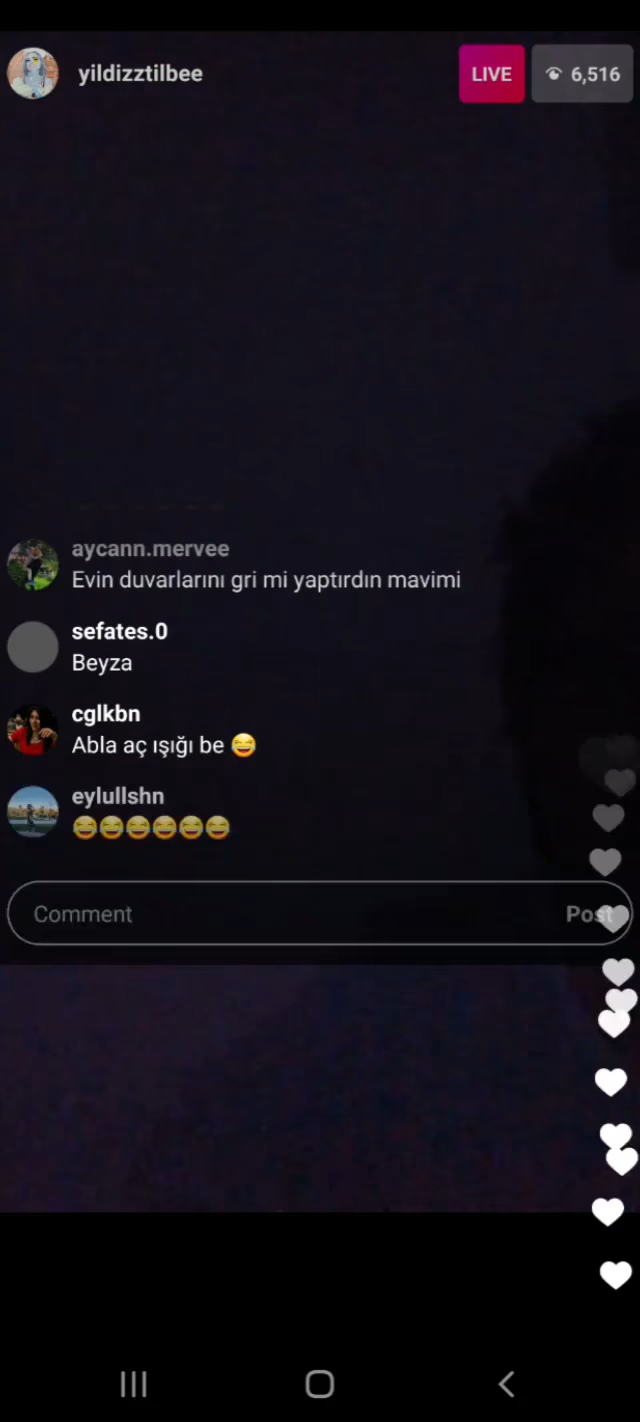 yildizztilbee
LIVE 6,516
aycann.mervee
Evin duvarlarını gri mi yaptırdın mavimi
sefates.0
Beyza
cglkbn
Abla aç ışığı be 😂
eylullshn
😂😂😂😂😂😂
Comment Post